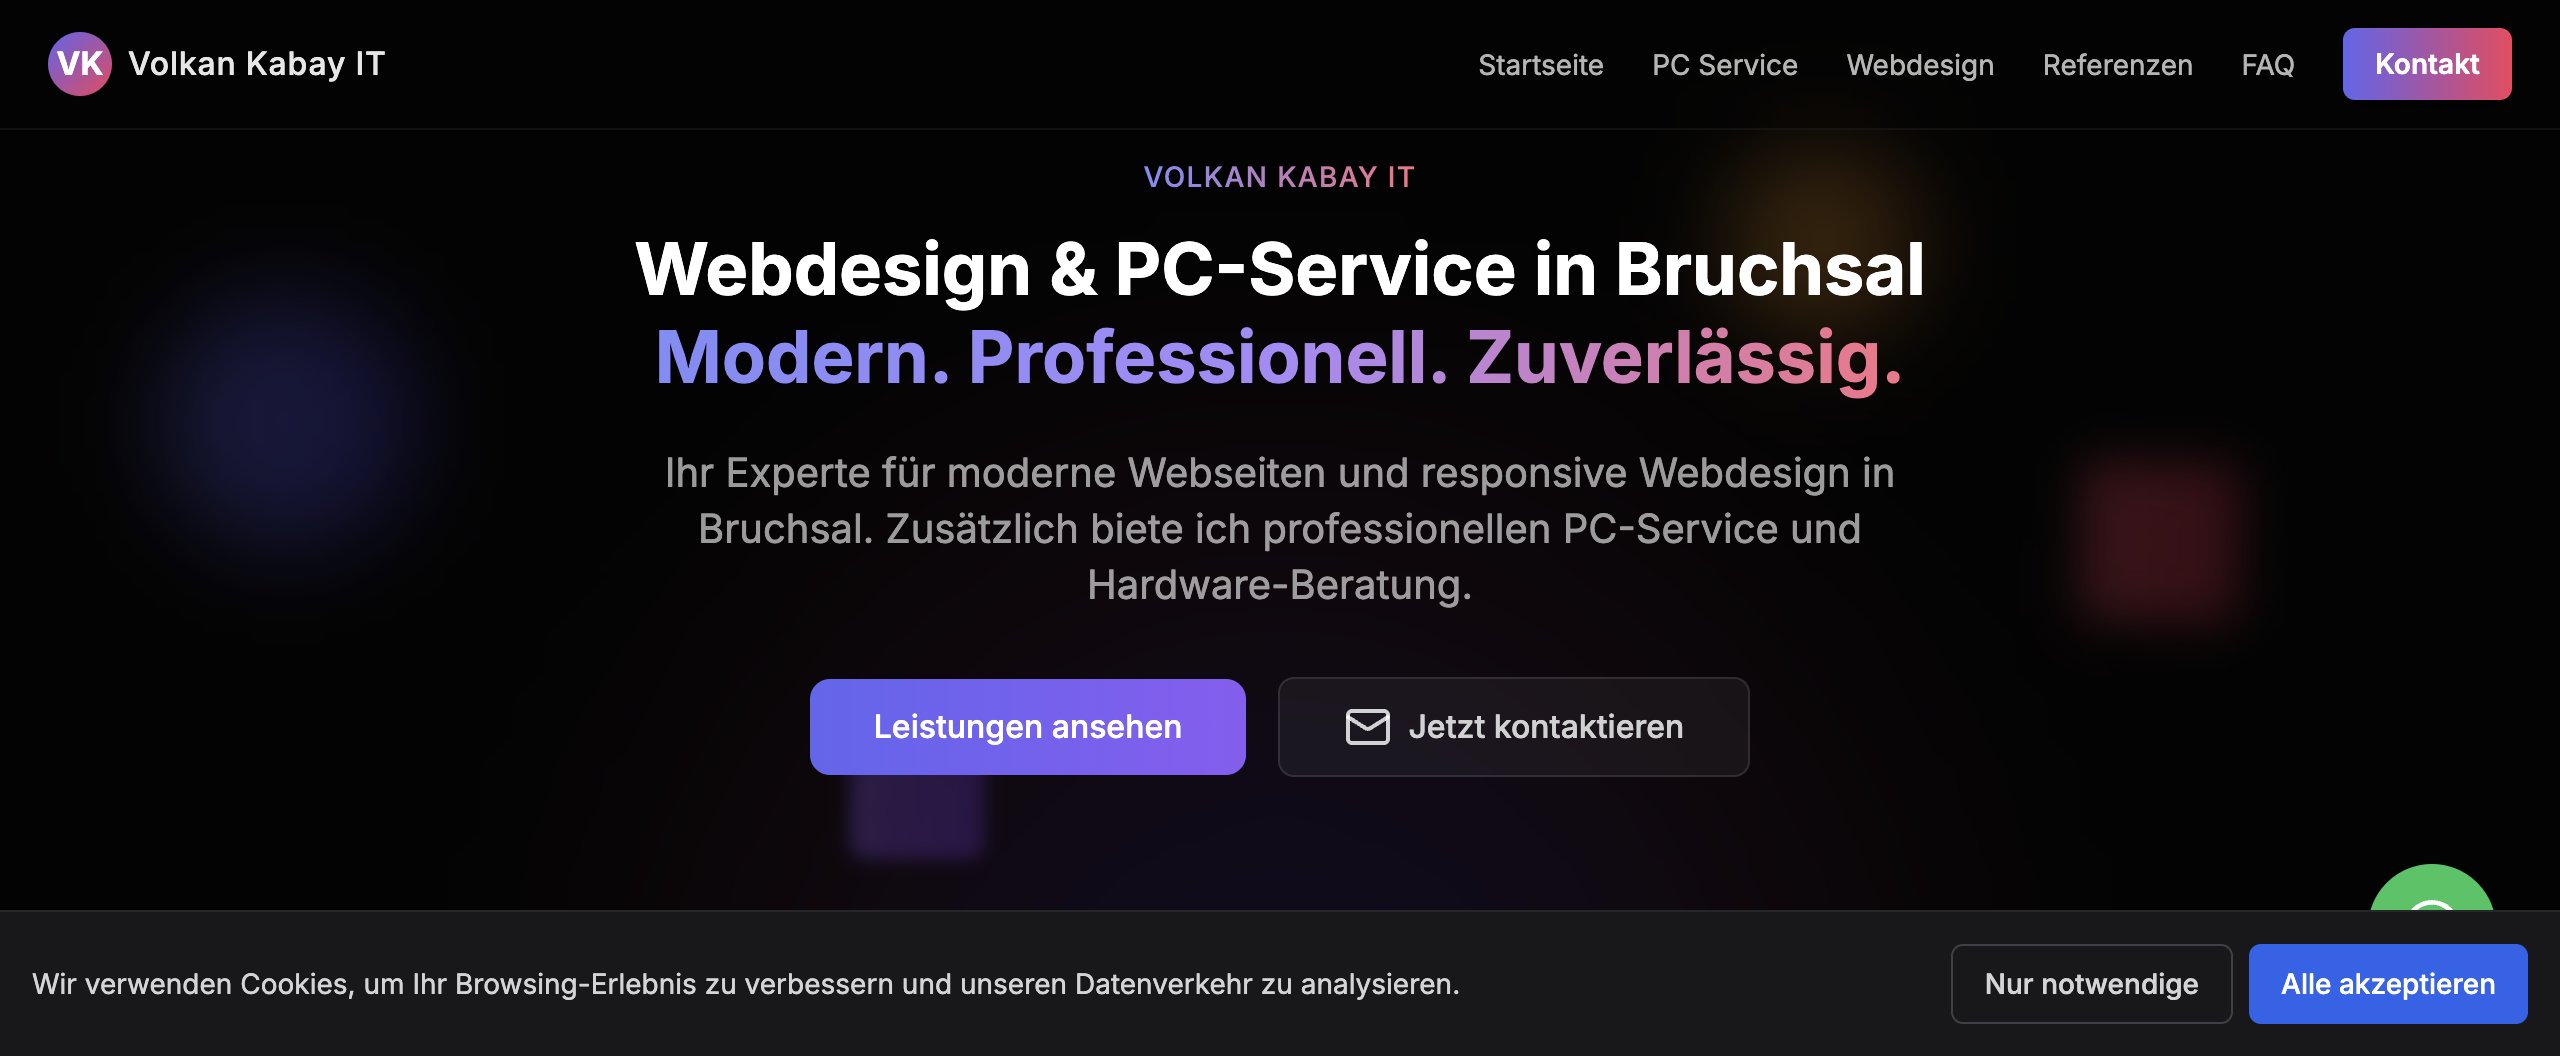 VK Volkan Kabay IT
Startseite PC Service Webdesign Referenzen FAQ Kontakt
VOLKAN KABAY IT
Webdesign & PC-Service in Bruchsal
Modern. Professionell. Zuverlässig.
Ihr Experte für moderne Webseiten und responsive Webdesign in
Bruchsal. Zusätzlich biete ich professionellen PC-Service und
Hardware-Beratung.
Leistungen ansehen
Jetzt kontaktieren
Wir verwenden Cookies, um Ihr Browsing-Erlebnis zu verbessern und unseren Datenverkehr zu analysieren.
Nur notwendige
Alle akzeptieren